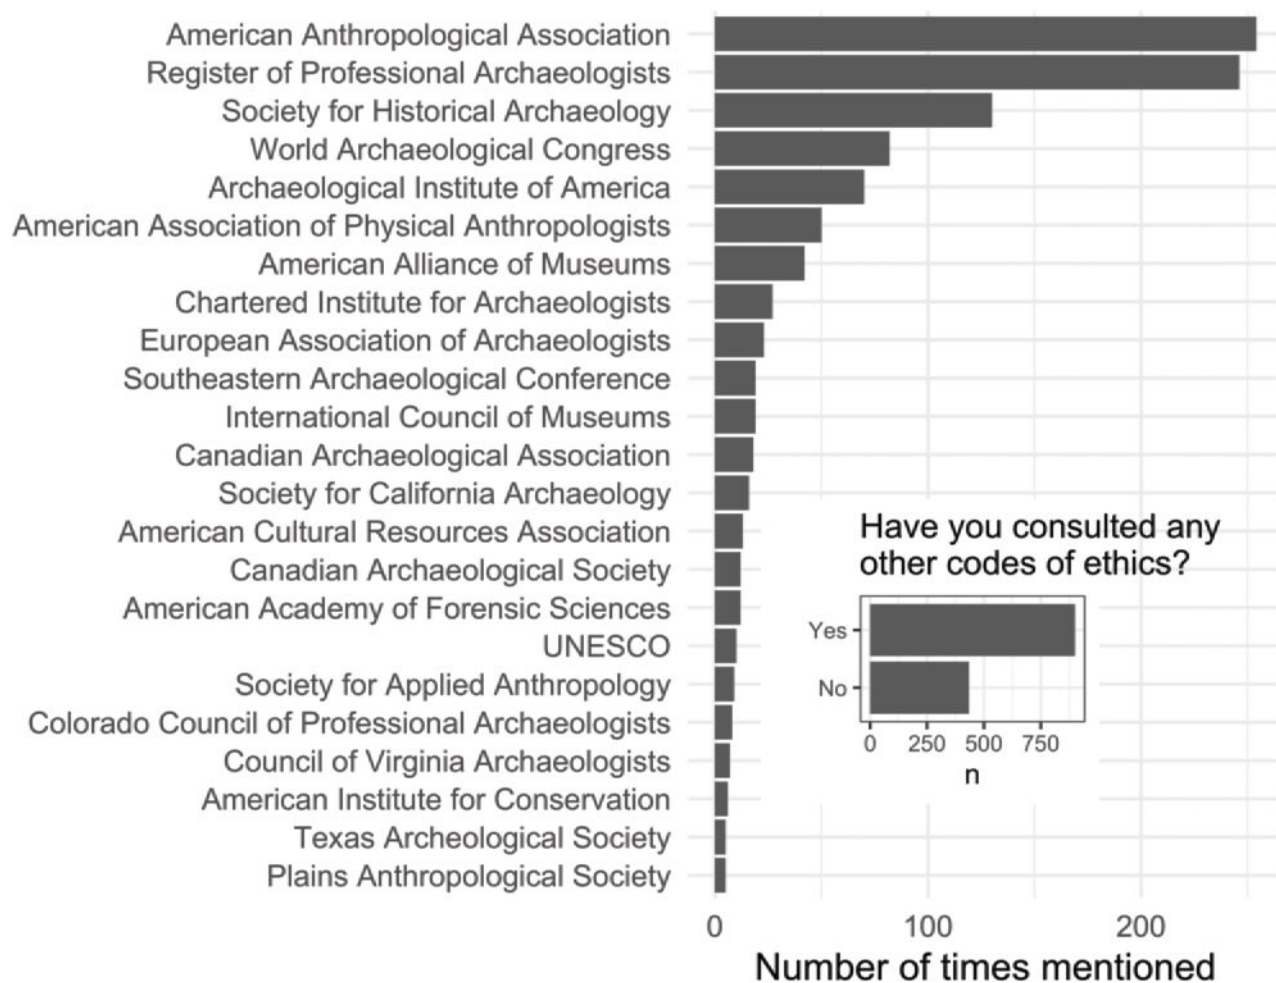 American Anthropological Association
Register of Professional Archaeologists
Society for Historical Archaeology
World Archaeological Congress
Archaeological Institute of America
American Association of Physical Anthropologists
American Alliance of Museums
Chartered Institute for Archaeologists
European Association of Archaeologists
Southeastern Archaeological Conference
International Council of Museums
Canadian Archaeological Association
Society for California Archaeology
American Cultural Resources Association
Canadian Archaeological Society
American Academy of Forensic Sciences
UNESCO
Society for Applied Anthropology
Colorado Council of Professional Archaeologists
Council of Virginia Archaeologists
American Institute for Conservation
Texas Archeological Society
Plains Anthropological Society
0 100 200
Number of times mentioned
Have you consulted any
other codes of ethics?
Yes
No
0 250 500 750
n